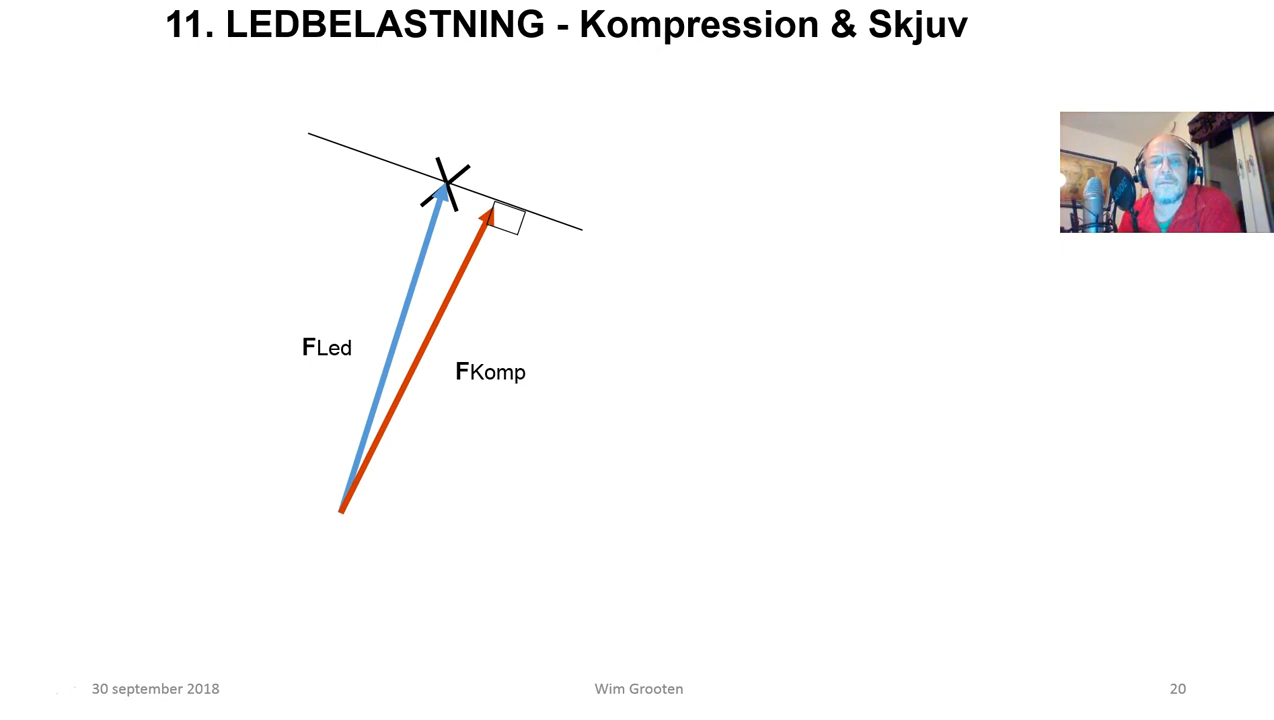 11. LEDBELASTNING - Kompression & Skjuv
FLed
FKomp
30 september 2018
Wim Grooten
20